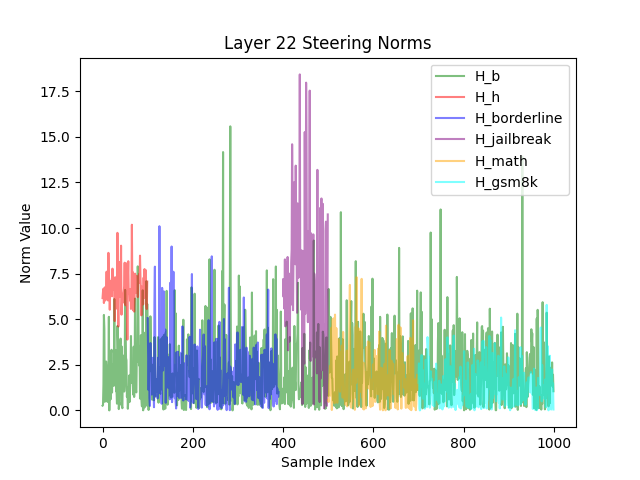 Layer 22 Steering Norms
Norm Value
17.5
15.0
12.5
10.0
7.5
5.0
2.5
0.0
H_b
H_h
H_borderline
H_jailbreak
H_math
H_gsm8k
0 200 400 600 800 1000
Sample Index